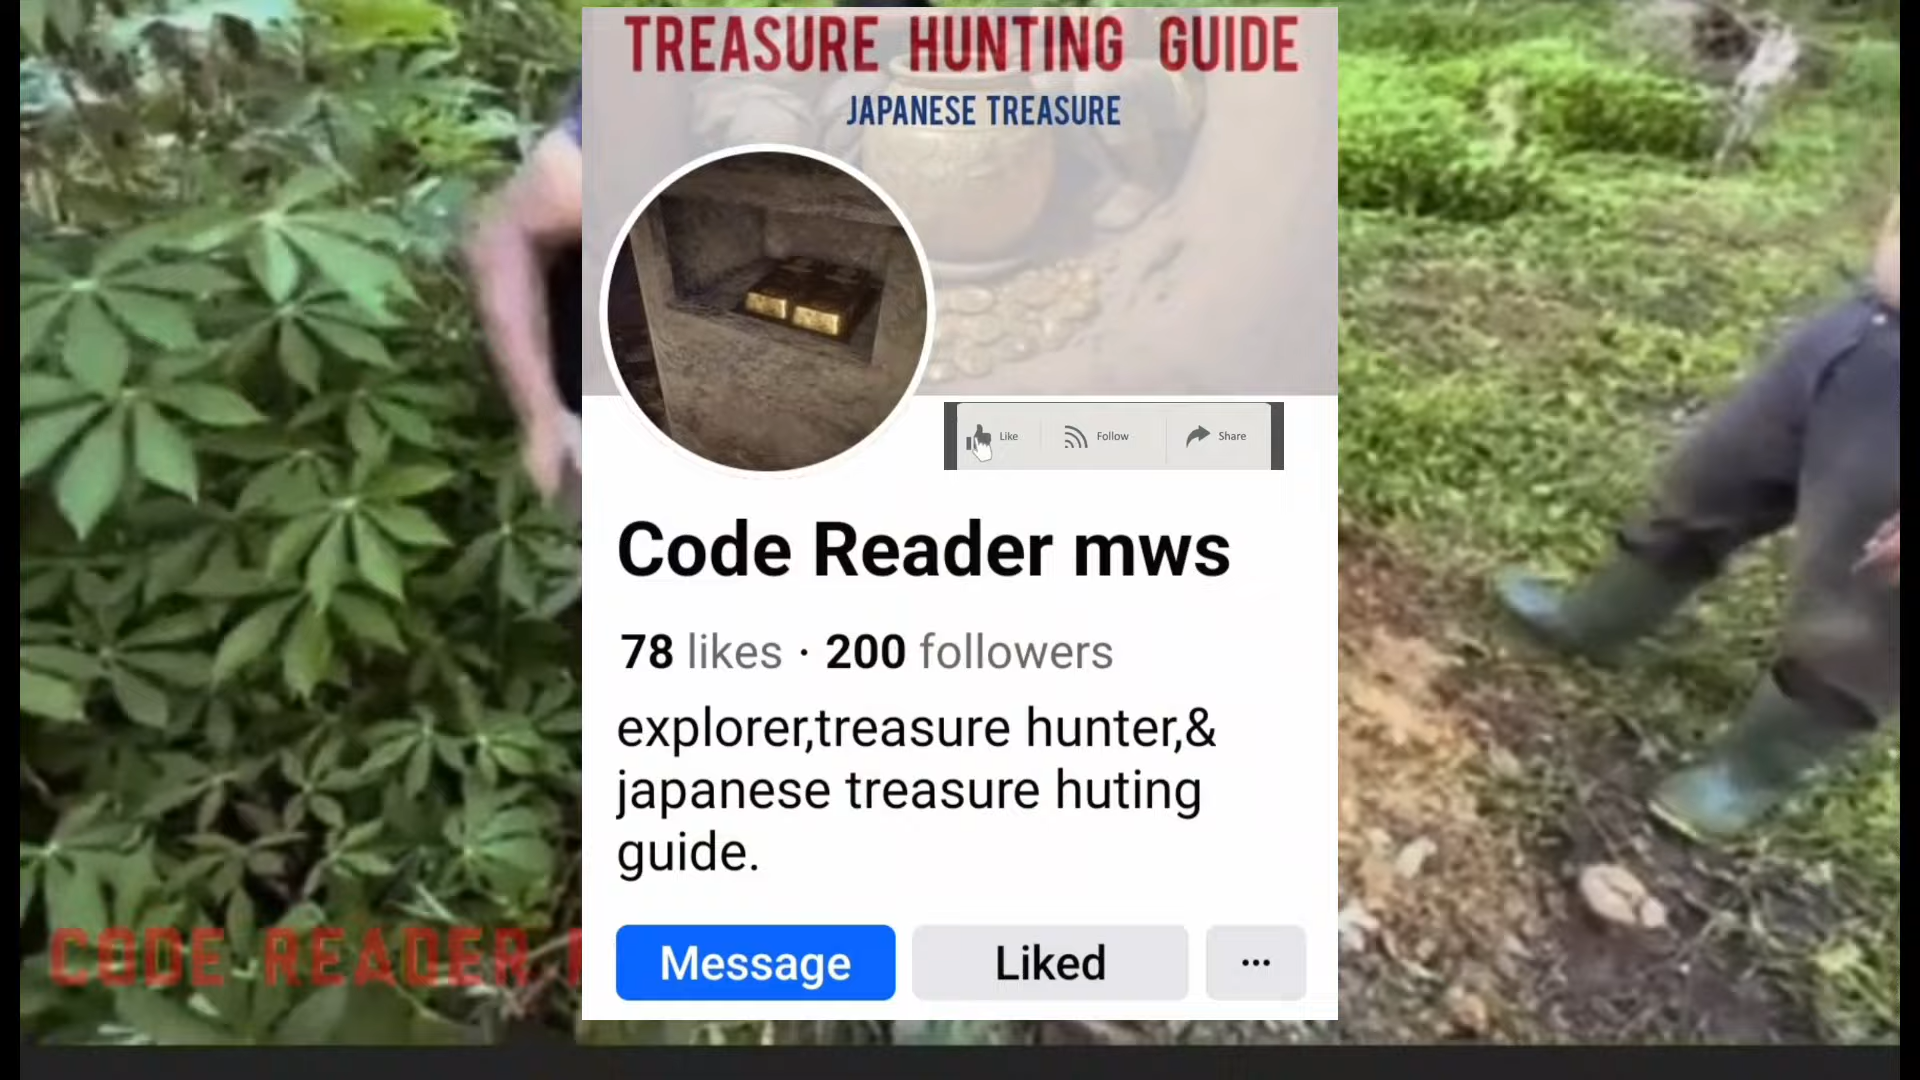 TREASURE HUNTING GUIDE
JAPANESE TREASURE
Like Follow Share
Code Reader mws
78 likes · 200 followers
explorer,treasure hunter,&
japanese treasure huting
guide.
CODE READER
Message Liked ...